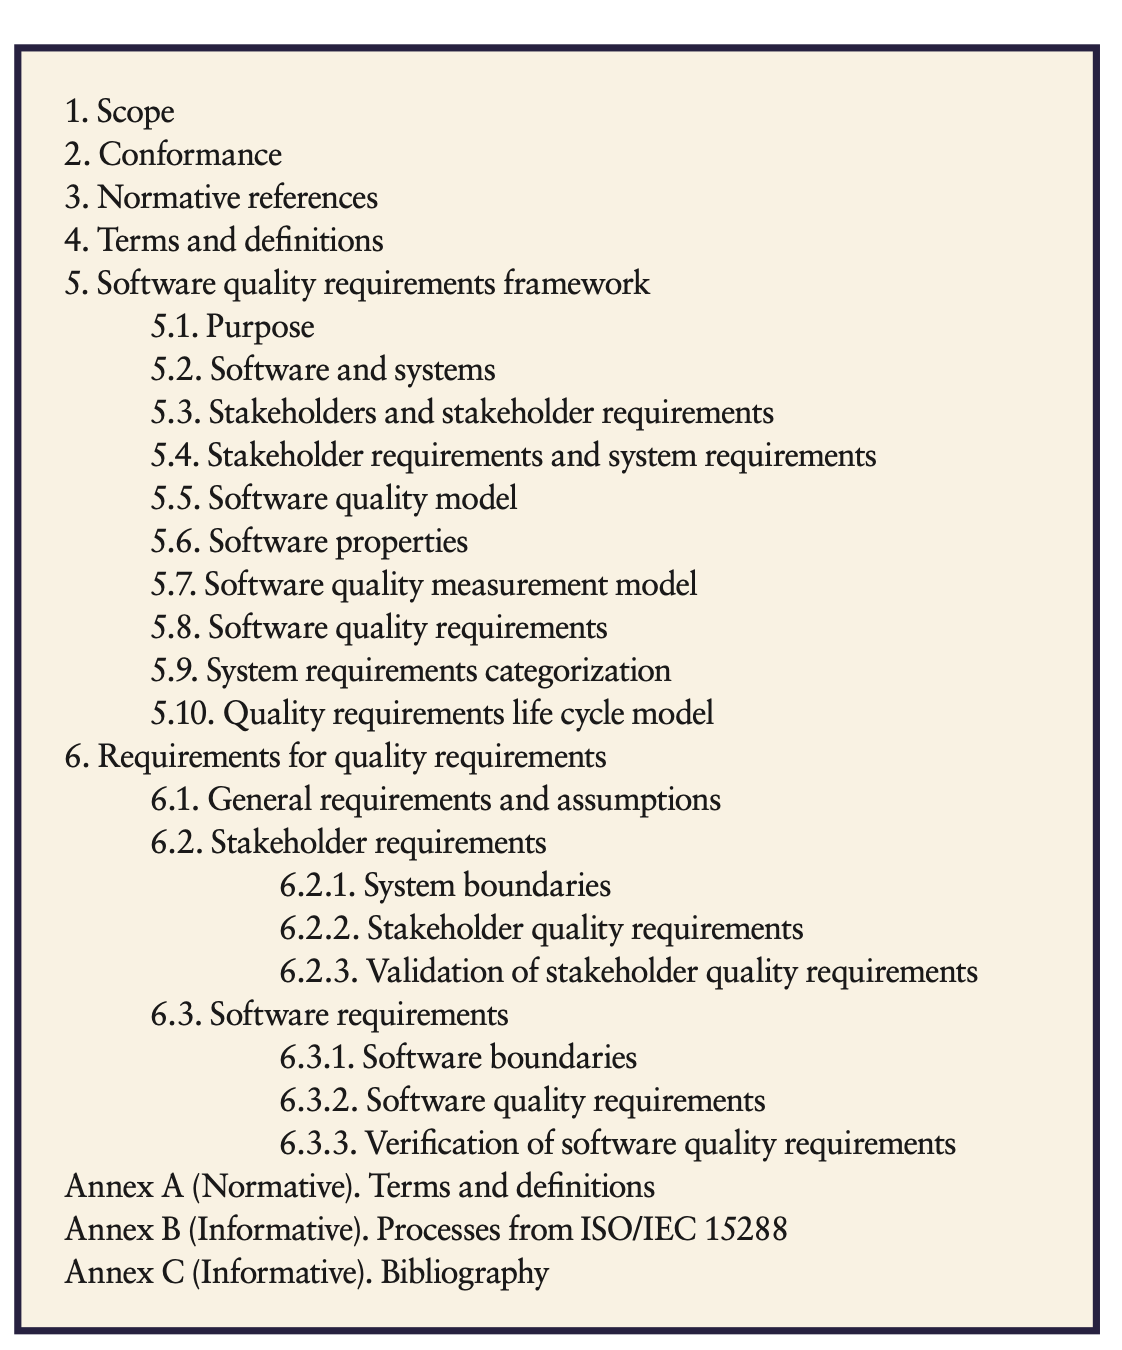 1. Scope
2. Conformance
3. Normative references
4. Terms and definitions
5. Software quality requirements framework
5.1. Purpose
5.2. Software and systems
5.3. Stakeholders and stakeholder requirements
5.4. Stakeholder requirements and system requirements
5.5. Software quality model
5.6. Software properties
5.7. Software quality measurement model
5.8. Software quality requirements
5.9. System requirements categorization
5.10. Quality requirements life cycle model
6. Requirements for quality requirements
6.1. General requirements and assumptions
6.2. Stakeholder requirements
6.2.1. System boundaries
6.2.2. Stakeholder quality requirements
6.2.3. Validation of stakeholder quality requirements
6.3. Software requirements
6.3.1. Software boundaries
6.3.2. Software quality requirements
6.3.3. Verification of software quality requirements
Annex A (Normative). Terms and definitions
Annex B (Informative). Processes from ISO/IEC 15288
Annex C (Informative). Bibliography